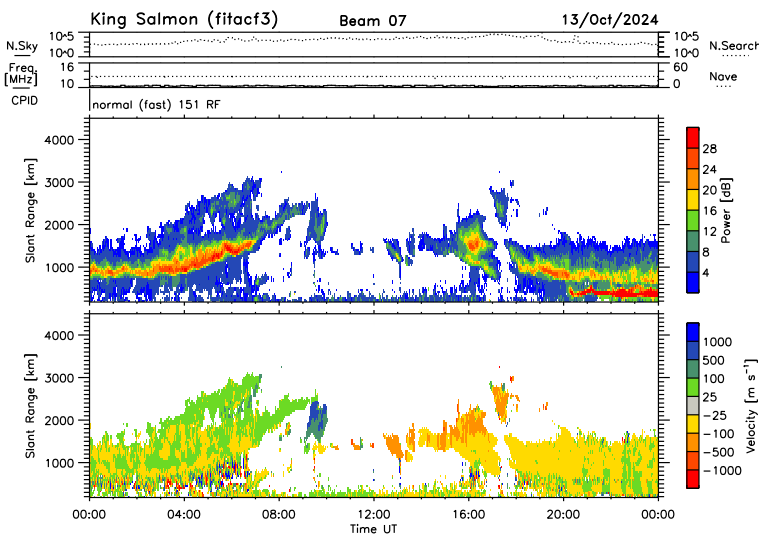 King Salmon (fitacf3) Beam 07 13/Oct/2024
N.Sky 10^5 10^0 10^5 10^0 N.Search
Freq. [MHz] 16 10 60 0 Nave
CPID normal (fast) 151 RF
Slant Range [km] 4000 3000 2000 1000
Power [dB] 28 24 20 16 12 8 4
Slant Range [km] 4000 3000 2000 1000
Velocity [m s⁻¹] 1000 500 100 25 −25 −100 −500 −1000
00:00 04:00 08:00 12:00 16:00 20:00 00:00
Time UT